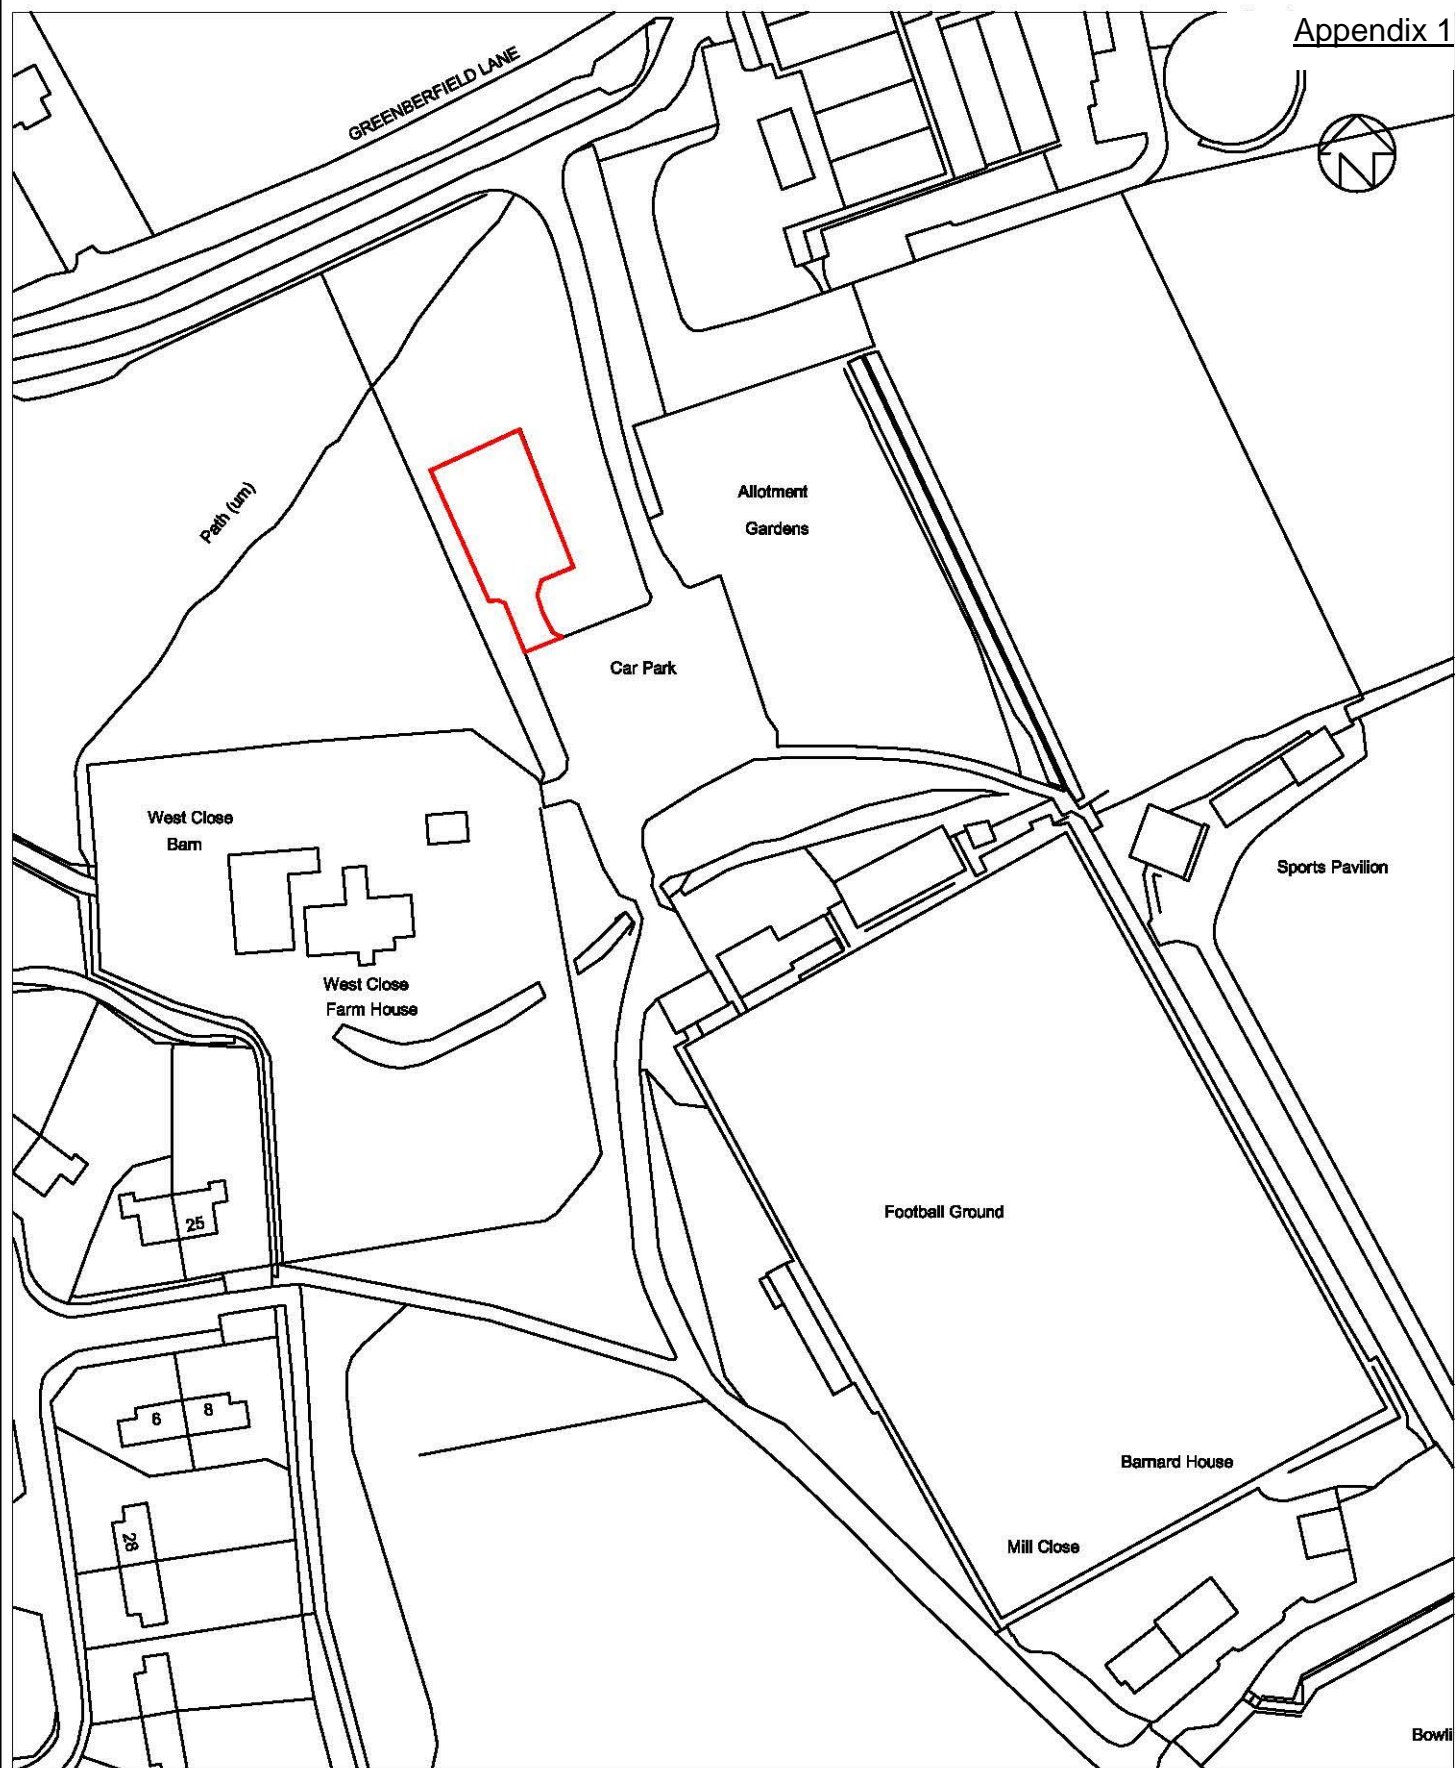 Appendix 1
GREENBERFIELD LANE
N
Path (um)
Allotment
Gardens
Car Park
West Close
Barn
Sports Pavilion
West Close
Farm House
25
Football Ground
6
8
Barnard House
28
Mill Close
Bowli